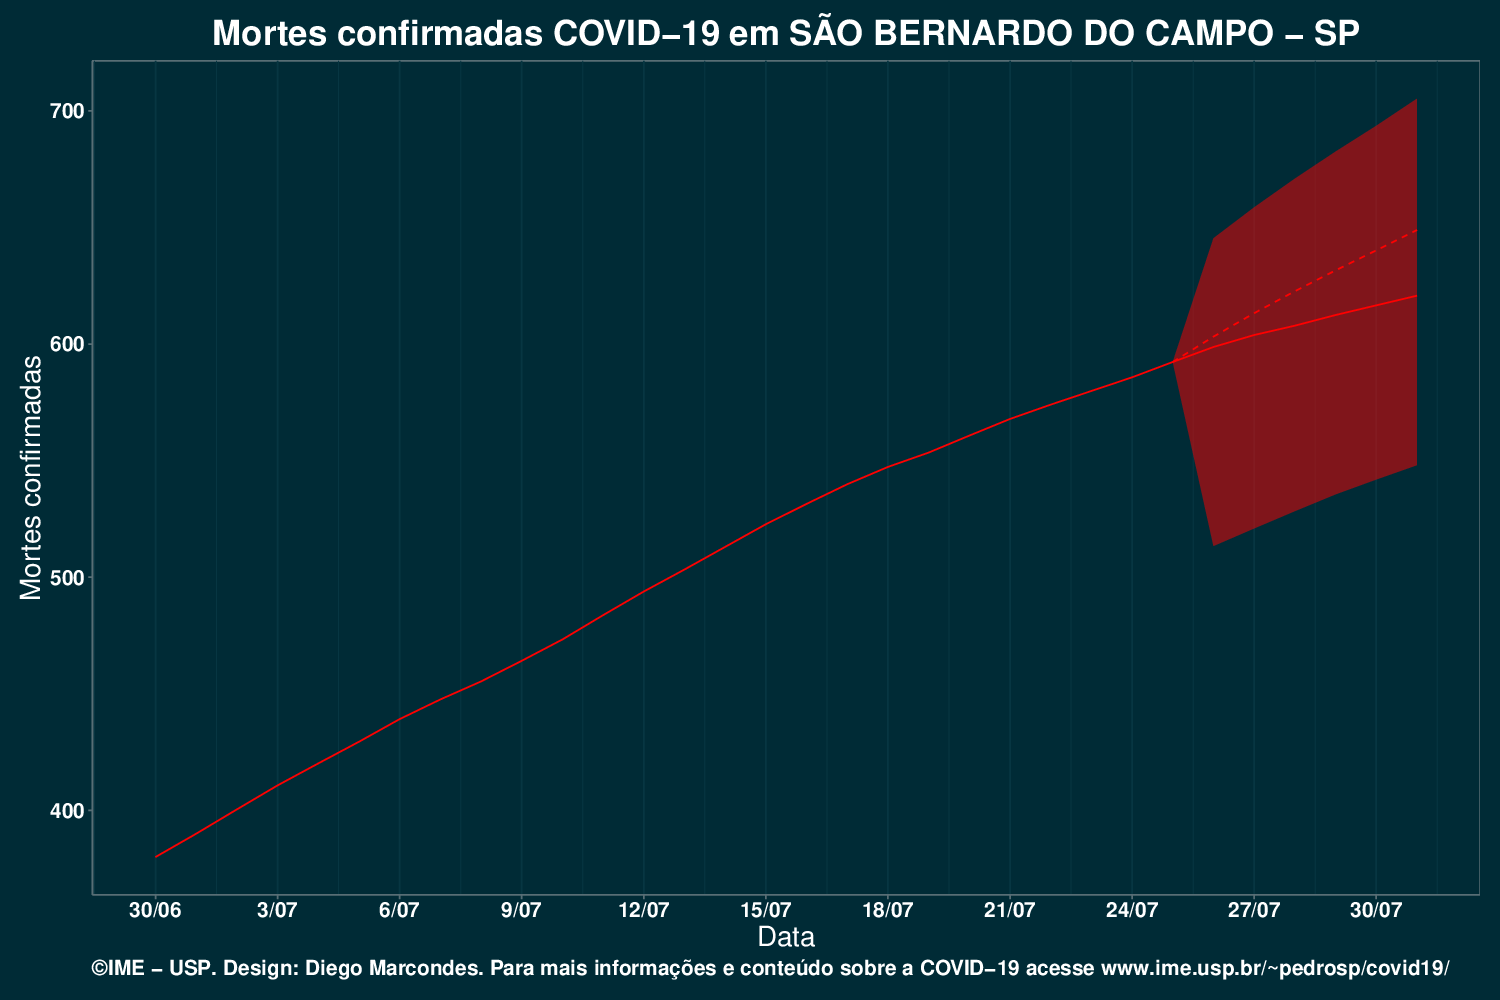 Mortes confirmadas COVID−19 em SÃO BERNARDO DO CAMPO − SP
Mortes confirmadas
700
600
500
400
30/06 3/07 6/07 9/07 12/07 15/07 18/07 21/07 24/07 27/07 30/07
Data
©IME − USP. Design: Diego Marcondes. Para mais informações e conteúdo sobre a COVID−19 acesse www.ime.usp.br/~pedrosp/covid19/